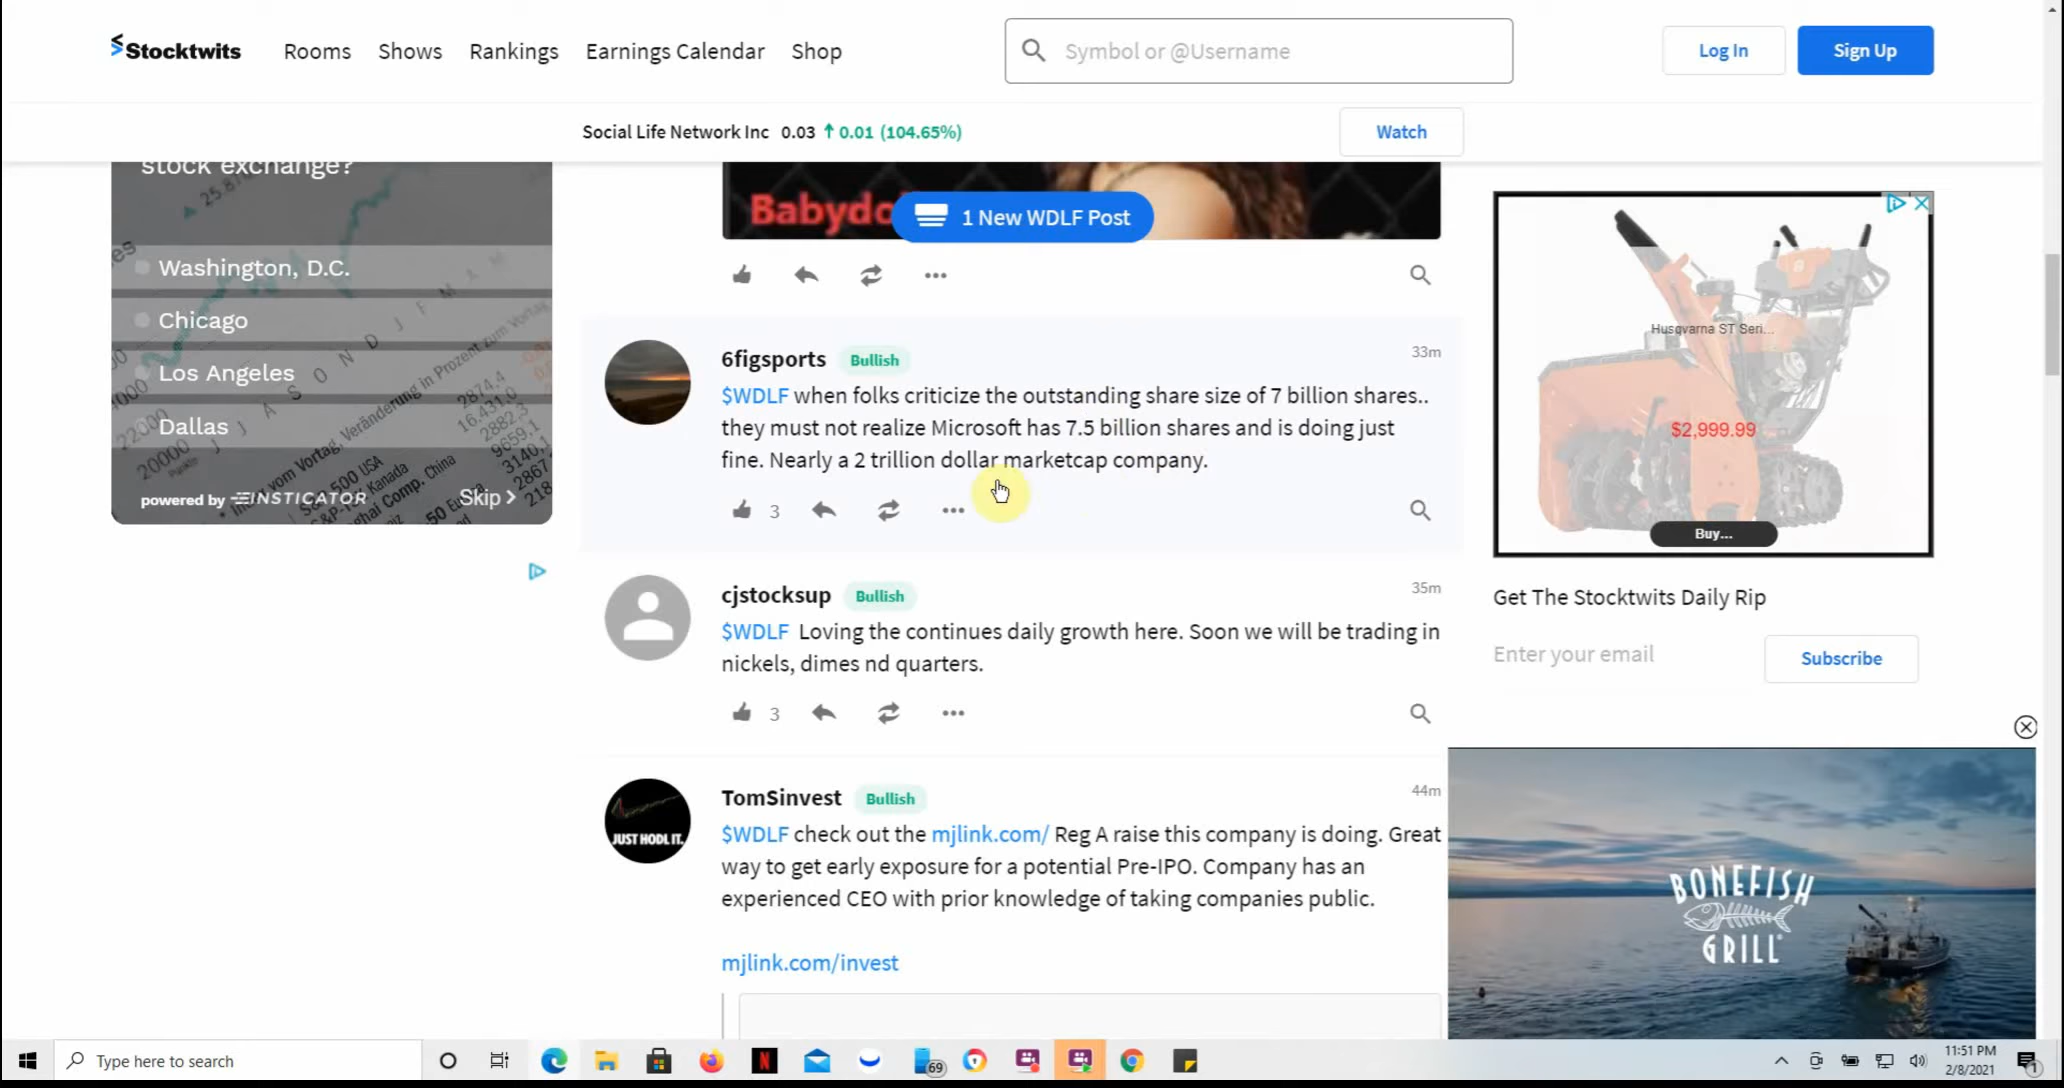 Stocktwits
Rooms Shows Rankings Earnings Calendar Shop
Symbol or @Username
Log In
Sign Up
Social Life Network Inc 0.03 ↑ 0.01 (104.65%)
Watch
stock exchange?
Washington, D.C.
Chicago
Los Angeles
Dallas
powered by INSTICATOR
Skip >
1 New WDLF Post
6figsports Bullish 33m
$WDLF when folks criticize the outstanding share size of 7 billion shares..
they must not realize Microsoft has 7.5 billion shares and is doing just
fine. Nearly a 2 trillion dollar marketcap company.
3
cjstocksup Bullish 35m
$WDLF Loving the continues daily growth here. Soon we will be trading in
nickels, dimes nd quarters.
3
JUST HODL IT.
TomSinvest Bullish 44m
$WDLF check out the mjlink.com/ Reg A raise this company is doing. Great
way to get early exposure for a potential Pre-IPO. Company has an
experienced CEO with prior knowledge of taking companies public.
mjlink.com/invest
Husqvarna ST Seri...
$2,999.99
Buy...
Get The Stocktwits Daily Rip
Enter your email
Subscribe
BONEFISH
GRILL
Type here to search
69
11:51 PM
2/8/2021
1